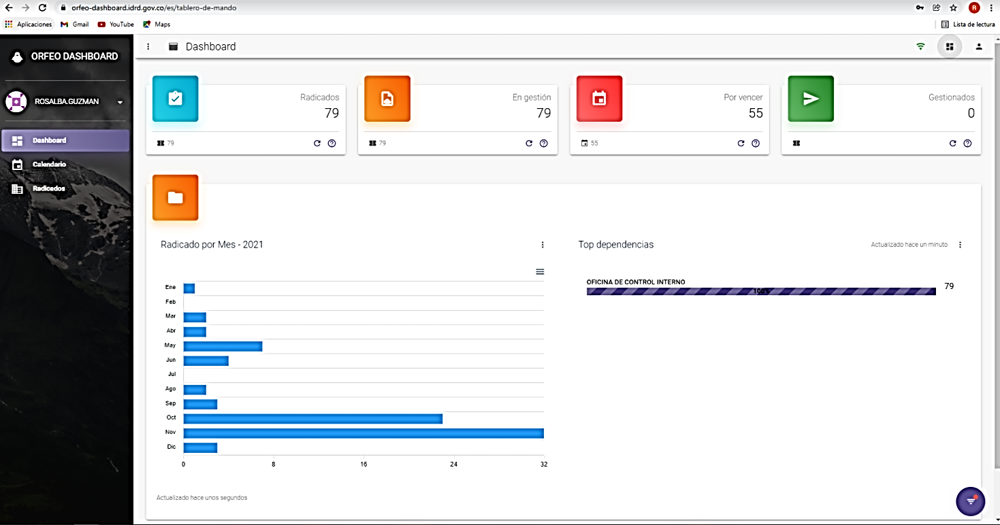 orfeo-dashboard.idrd.gov.co/es/tablero-de-mando
R
Aplicaciones Gmail YouTube Maps Lista de lectura
ORFEO DASHBOARD
ROSALBA.GUZMAN
Dashboard
Calendario
Radicados
Dashboard
Radicados
79
79
En gestión
79
79
Por vencer
55
55
Gestionados
0
Radicado por Mes - 2021
Ene
Feb
Mar
Abr
May
Jun
Jul
Ago
Sep
Oct
Nov
Dic
0 8 16 24 32
Actualizado hace unos segundos
Top dependencias
Actualizado hace un minuto
OFICINA DE CONTROL INTERNO
100%
79